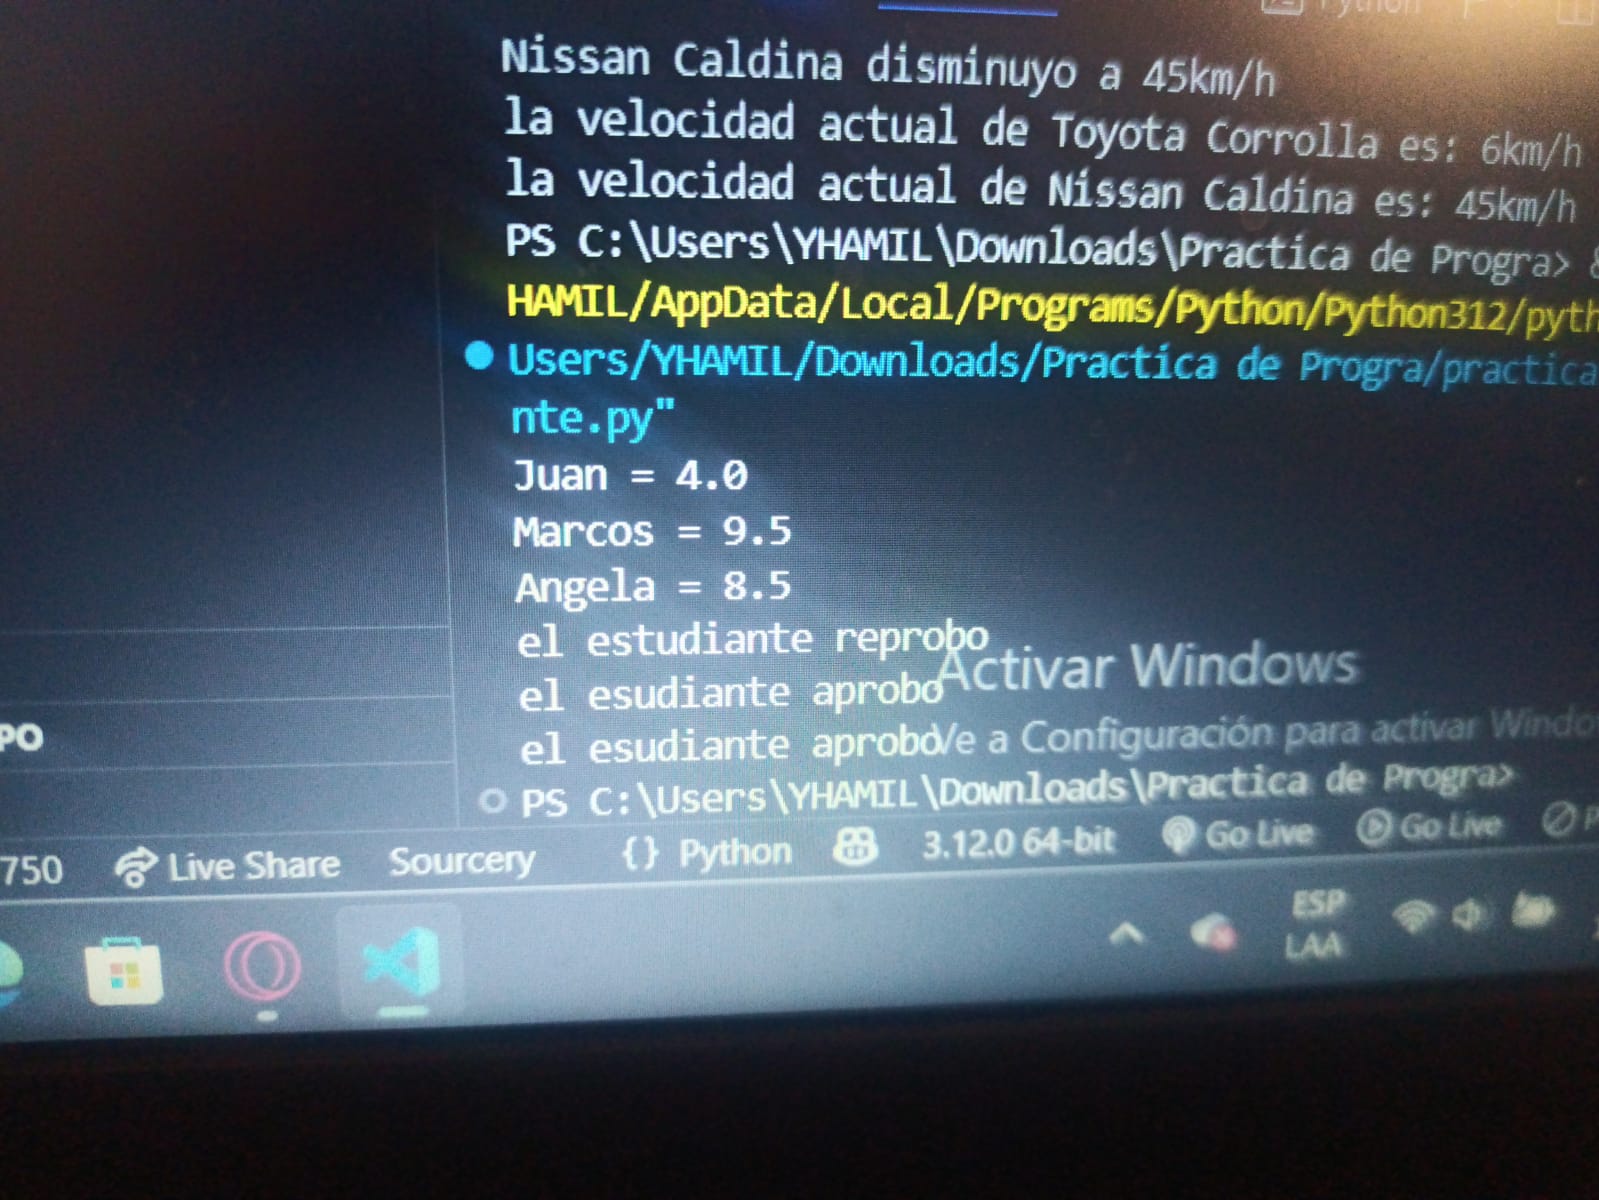 Python
Nissan Caldina disminuyo a 45km/h
la velocidad actual de Toyota Corrolla es: 6km/h
la velocidad actual de Nissan Caldina es: 45km/h
PS C:\Users\YHAMIL\Downloads\Practica de Progra> &
HAMIL/AppData/Local/Programs/Python/Python312/pyth
Users/YHAMIL/Downloads/Practica de Progra/practica
nte.py"
Juan = 4.0
Marcos = 9.5
Angela = 8.5
el estudiante reprobo
el esudiante aprobo
el esudiante aprobo
Activar Windows
Ve a Configuración para activar Windo
PS C:\Users\YHAMIL\Downloads\Practica de Progra>
PO
750 Live Share Sourcery {} Python 3.12.0 64-bit Go Live Go Live P
ESP
LAA